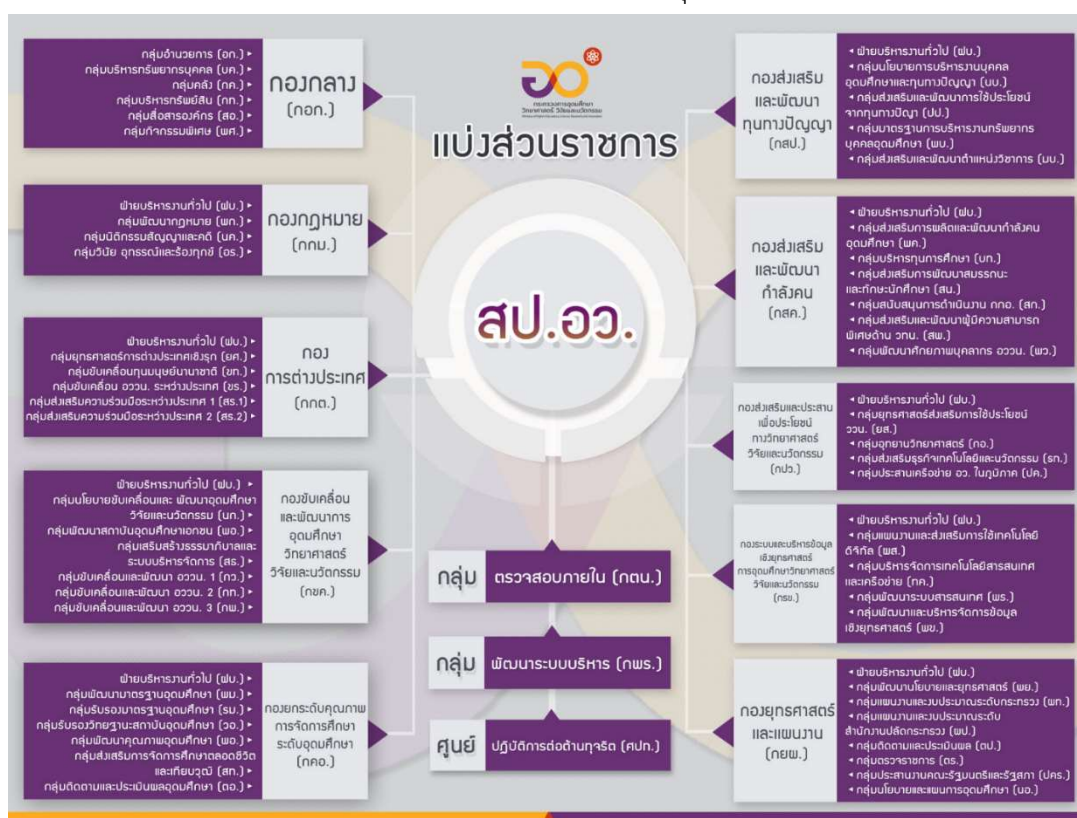 กระทรวงการอุดมศึกษา
วิทยาศาสตร์ วิจัยและนวัตกรรม
แบ่งส่วนราชการ
สป.อว.
กลุ่มอำนวยการ (อก.)
กลุ่มบริหารทรัพยากรบุคคล (บค.)
กลุ่มคลัง (กค.)
กลุ่มบริหารทรัพย์สิน (กท.)
กลุ่มสื่อสารองค์กร (สอ.)
กลุ่มกิจกรรมพิเศษ (พศ.)
กองกลาง
(กอก.)
ฝ่ายบริหารงานทั่วไป (ฝบ.)
กลุ่มพัฒนากฎหมาย (พก.)
กลุ่มนิติกรรมสัญญาและคดี (นค.)
กลุ่มวินัย อุทธรณ์และร้องทุกข์ (อร.)
กองกฎหมาย
(กกม.)
ฝ่ายบริหารงานทั่วไป (ฝบ.)
กลุ่มยุทธศาสตร์การต่างประเทศเชิงรุก (ยศ.)
กลุ่มขับเคลื่อนทุนมนุษย์นานาชาติ (ขท.)
กลุ่มขับเคลื่อน อววน. ระหว่างประเทศ (ขร.)
กลุ่มส่งเสริมความร่วมมือระหว่างประเทศ 1 (สร.1)
กลุ่มส่งเสริมความร่วมมือระหว่างประเทศ 2 (สร.2)
กอง
การต่างประเทศ
(กกต.)
ฝ่ายบริหารงานทั่วไป (ฝบ.)
กลุ่มนโยบายขับเคลื่อนและ พัฒนาอุดมศึกษา
วิจัยและนวัตกรรม (นก.)
กลุ่มพัฒนาสถาบันอุดมศึกษาเอกชน (พอ.)
กลุ่มเสริมสร้างธรรมาภิบาลและ
ระบบบริหารจัดการ (สธ.)
กลุ่มขับเคลื่อนและพัฒนา อววน. 1 (กว.)
กลุ่มขับเคลื่อนและพัฒนา อววน. 2 (กท.)
กลุ่มขับเคลื่อนและพัฒนา อววน. 3 (กพ.)
กองขับเคลื่อน
และพัฒนาการ
อุดมศึกษา
วิทยาศาสตร์
วิจัยและนวัตกรรม
(กขค.)
ฝ่ายบริหารงานทั่วไป (ฝบ.)
กลุ่มพัฒนามาตรฐานอุดมศึกษา (พม.)
กลุ่มรับรองมาตรฐานอุดมศึกษา (รม.)
กลุ่มรับรองวิทยฐานะสถาบันอุดมศึกษา (วอ.)
กลุ่มพัฒนาคุณภาพอุดมศึกษา (พอ.)
กลุ่มส่งเสริมการจัดการศึกษาตลอดชีวิต
และเทียบวุฒิ (สท.)
กลุ่มติดตามและประเมินผลอุดมศึกษา (ตอ.)
กองยกระดับคุณภาพ
การจัดการศึกษา
ระดับอุดมศึกษา
(กคอ.)
กลุ่ม ตรวจสอบภายใน (กตน.)
กลุ่ม พัฒนาระบบบริหาร (กพร.)
ศูนย์ ปฏิบัติการต่อต้านทุจริต (ศปท.)
กองส่งเสริม
และพัฒนา
ทุนทางปัญญา
(กสป.)
ฝ่ายบริหารงานทั่วไป (ฝบ.)
กลุ่มนโยบายการบริหารงานบุคคล
อุดมศึกษาและทุนทางปัญญา (นบ.)
กลุ่มส่งเสริมและพัฒนาการใช้ประโยชน์
จากทุนทางปัญญา (ปป.)
กลุ่มมาตรฐานการบริหารงานทรัพยากร
บุคคลอุดมศึกษา (พบ.)
กลุ่มส่งเสริมและพัฒนาตำแหน่งวิชาการ (มบ.)
กองส่งเสริม
และพัฒนา
กำลังคน
(กสค.)
ฝ่ายบริหารงานทั่วไป (ฝบ.)
กลุ่มส่งเสริมการผลิตและพัฒนากำลังคน
อุดมศึกษา (พค.)
กลุ่มบริหารทุนการศึกษา (บท.)
กลุ่มส่งเสริมการพัฒนาสมรรถนะ
และทักษะนักศึกษา (สน.)
กลุ่มสนับสนุนการดำเนินงาน กกอ. (สก.)
กลุ่มส่งเสริมและพัฒนาผู้มีความสามารถ
พิเศษด้าน วทน. (สพ.)
กลุ่มพัฒนาศักยภาพบุคลากร อววน. (พว.)
กองส่งเสริมและประสาน
เพื่อประโยชน์
ทางวิทยาศาสตร์
วิจัยและนวัตกรรม
(กปว.)
ฝ่ายบริหารงานทั่วไป (ฝบ.)
กลุ่มยุทธศาสตร์ส่งเสริมการใช้ประโยชน์
ววน. (ยส.)
กลุ่มอุทยานวิทยาศาสตร์ (กอ.)
กลุ่มส่งเสริมธุรกิจเทคโนโลยีและนวัตกรรม (รท.)
กลุ่มประสานเครือข่าย อว. ในภูมิภาค (ปค.)
กองระบบและบริหารข้อมูล
เชิงยุทธศาสตร์
การอุดมศึกษาวิทยาศาสตร์
วิจัยและนวัตกรรม
(กรข.)
ฝ่ายบริหารงานทั่วไป (ฝบ.)
กลุ่มแผนงานและส่งเสริมการใช้เทคโนโลยี
ดิจิทัล (พส.)
กลุ่มบริหารจัดการเทคโนโลยีสารสนเทศ
และเครือข่าย (ทค.)
กลุ่มพัฒนาระบบสารสนเทศ (พร.)
กลุ่มพัฒนาและบริหารจัดการข้อมูล
เชิงยุทธศาสตร์ (พข.)
กองยุทธศาสตร์
และแผนงาน
(กยผ.)
ฝ่ายบริหารงานทั่วไป (ฝบ.)
กลุ่มพัฒนานโยบายและยุทธศาสตร์ (พย.)
กลุ่มแผนงานและงบประมาณระดับกระทรวง (พท.)
กลุ่มแผนงานและงบประมาณระดับ
สำนักงานปลัดกระทรวง (พป.)
กลุ่มติดตามและประเมินผล (ตป.)
กลุ่มตรวจราชการ (ตร.)
กลุ่มประสานงานคณะรัฐมนตรีและรัฐสภา (ปคร.)
กลุ่มนโยบายและแผนการอุดมศึกษา (นอ.)